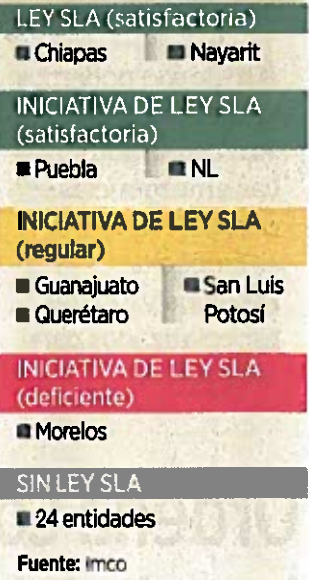 LEY SLA (satisfactoria)
Chiapas Nayarit
INICIATIVA DE LEY SLA
(satisfactoria)
Puebla NL
INICIATIVA DE LEY SLA
(regular)
Guanajuato San Luis
Querétaro Potosí
INICIATIVA DE LEY SLA
(deficiente)
Morelos
SIN LEY SLA
24 entidades
Fuente: imco